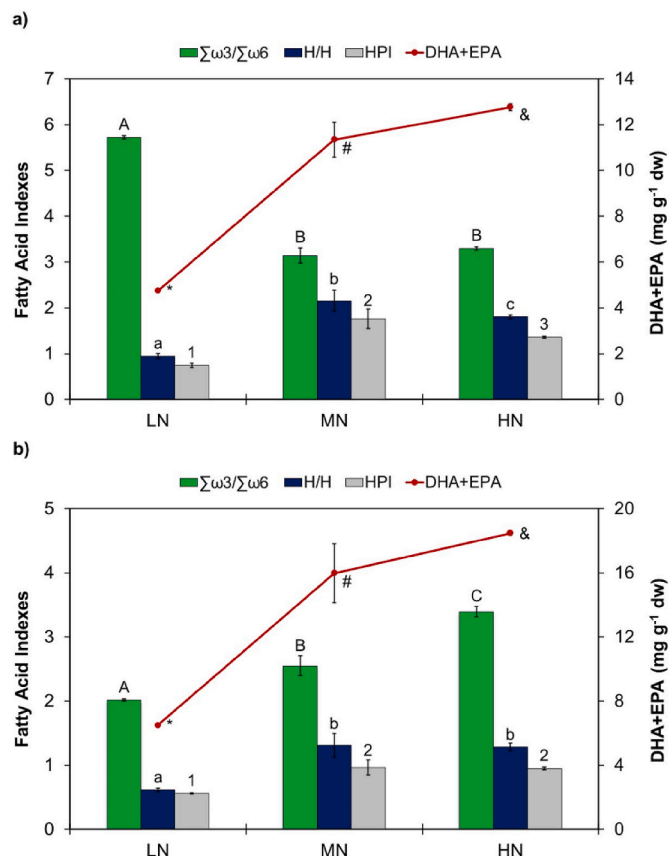 a)
∑ω3/∑ω6 H/H HPI DHA+EPA
7 14
6 12
5 10
4 8
3 6
2 4
1 2
0 0
Fatty Acid Indexes
DHA+EPA (mg g⁻¹ dw)
A
*
a
1
B
#
b
2
B
&
c
3
LN MN HN
b)
∑ω3/∑ω6 H/H HPI DHA+EPA
5 20
4 16
3 12
2 8
1 4
0 0
Fatty Acid Indexes
DHA+EPA (mg g⁻¹ dw)
A
*
a
1
B
#
b
2
C
&
b
2
LN MN HN